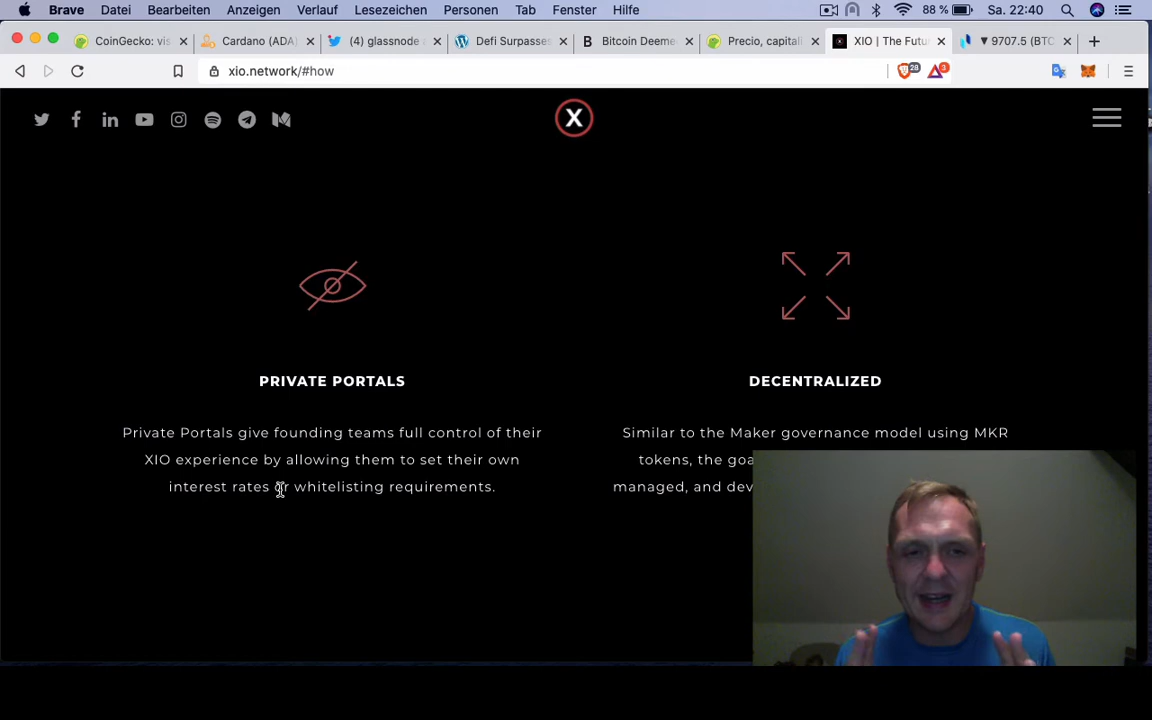 Brave Datei Bearbeiten Anzeigen Verlauf Lesezeichen Personen Tab Fenster Hilfe 88 % Sa. 22:40
CoinGecko: vis Cardano (ADA) (4) glassnode a Defi Surpasses B Bitcoin Deeme Precio, capitali XIO | The Futu ▼ 9707.5 (BTC
xio.network/#how 28 3
X
PRIVATE PORTALS
Private Portals give founding teams full control of their
XIO experience by allowing them to set their own
interest rates or whitelisting requirements.
DECENTRALIZED
Similar to the Maker governance model using MKR
tokens, the goa
managed, and dev